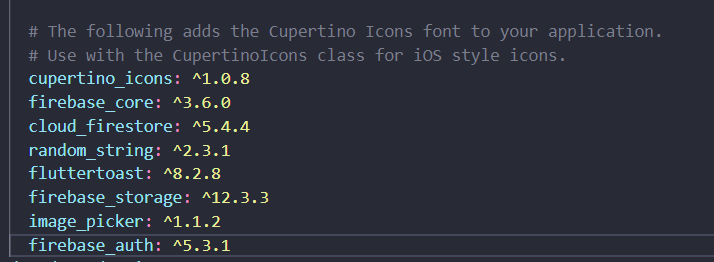 # The following adds the Cupertino Icons font to your application.
# Use with the CupertinoIcons class for iOS style icons.
cupertino_icons: ^1.0.8
firebase_core: ^3.6.0
cloud_firestore: ^5.4.4
random_string: ^2.3.1
fluttertoast: ^8.2.8
firebase_storage: ^12.3.3
image_picker: ^1.1.2
firebase_auth: ^5.3.1